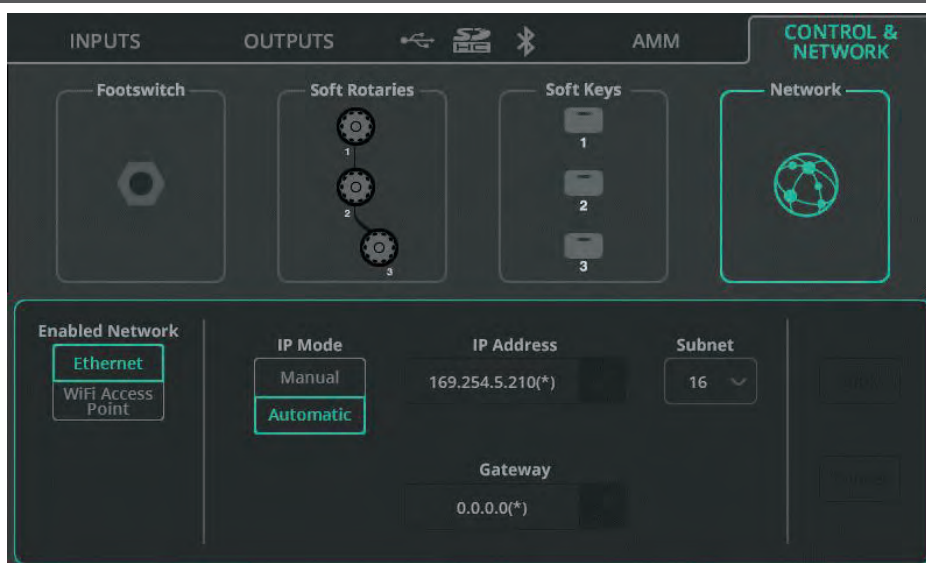 INPUTS
OUTPUTS
SD
HC
AMM
CONTROL &
NETWORK
Footswitch
Soft Rotaries
Soft Keys
Network
1
2
3
1
2
3
Enabled Network
Ethernet
WiFi Access
Point
IP Mode
Manual
Automatic
IP Address
169.254.5.210(*)
Subnet
16
Gateway
0.0.0.0(*)